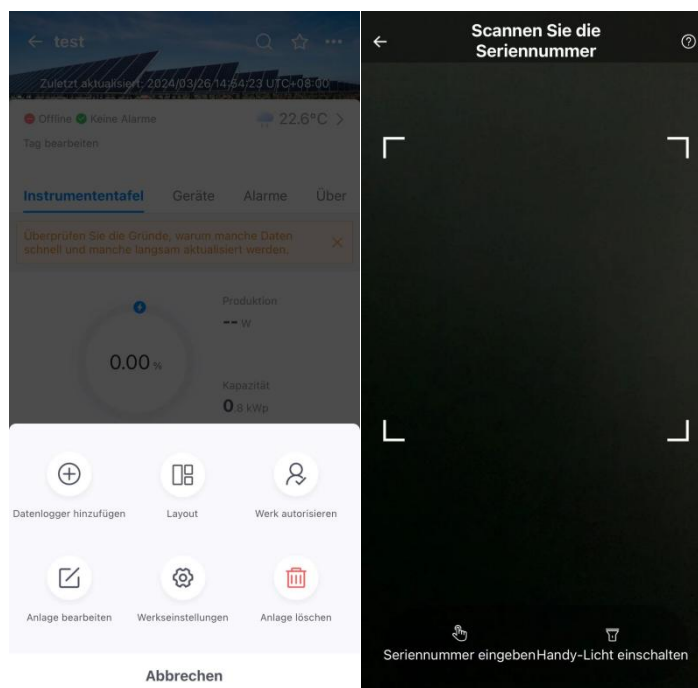 test
Zuletzt aktualisiert: 2024/03/26 14:54:23 UTC+08:00
Offline Keine Alarme
22.6°C
Tag bearbeiten
Instrumententafel
Geräte
Alarme
Über
Überprüfen Sie die Gründe, warum manche Daten
schnell und manche langsam aktualisiert werden.
0.00 %
Produktion
-- W
Kapazität
0.8 kWp
Datenlogger hinzufügen
Layout
Werk autorisieren
Anlage bearbeiten
Werkseinstellungen
Anlage löschen
Abbrechen
Scannen Sie die
Seriennummer
Seriennummer eingeben
Handy-Licht einschalten